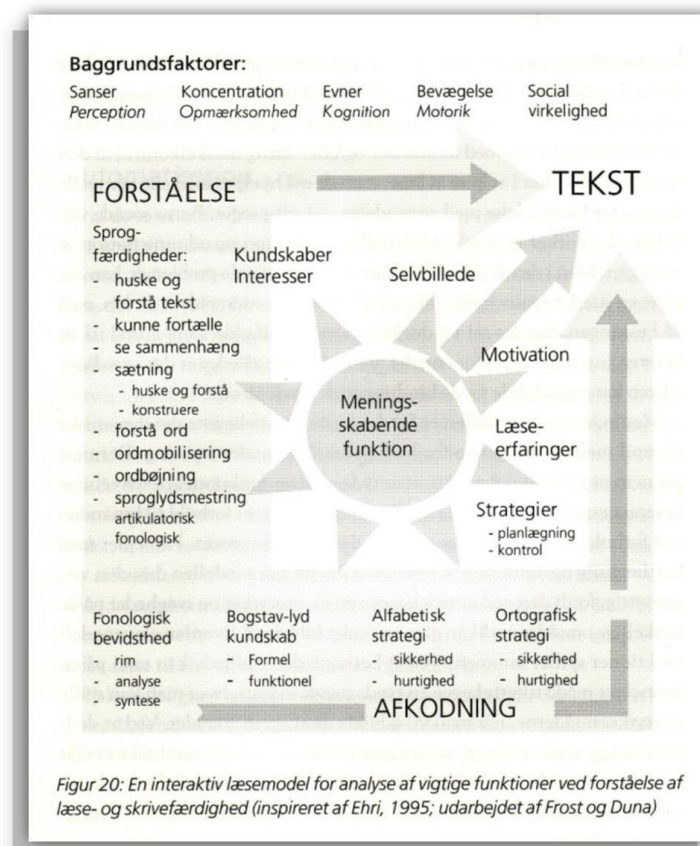 Baggrundsfaktorer:
Sanser Koncentration Evner Bevægelse Social
Perception Opmærksomhed Kognition Motorik virkelighed
FORSTÅELSE
TEKST
Sprog-
færdigheder:
- huske og
forstå tekst
- kunne fortælle
- se sammenhæng
- sætning
- huske og forstå
- konstruere
- forstå ord
- ordmobilisering
- ordbøjning
- sproglydsmestring
artikulatorisk
fonologisk
Kundskaber
Interesser
Selvbillede
Motivation
Menings-
skabende
funktion
Læse-
erfaringer
Strategier
- planlægning
- kontrol
Fonologisk
bevidsthed
- rim
- analyse
- syntese
Bogstav-lyd
kundskab
- Formel
- funktionel
Alfabetisk
strategi
- sikkerhed
- hurtighed
Ortografisk
strategi
- sikkerhed
- hurtighed
AFKODNING
Figur 20: En interaktiv læsemodel for analyse af vigtige funktioner ved forståelse af
læse- og skrivefærdighed (inspireret af Ehri, 1995; udarbejdet af Frost og Duna)